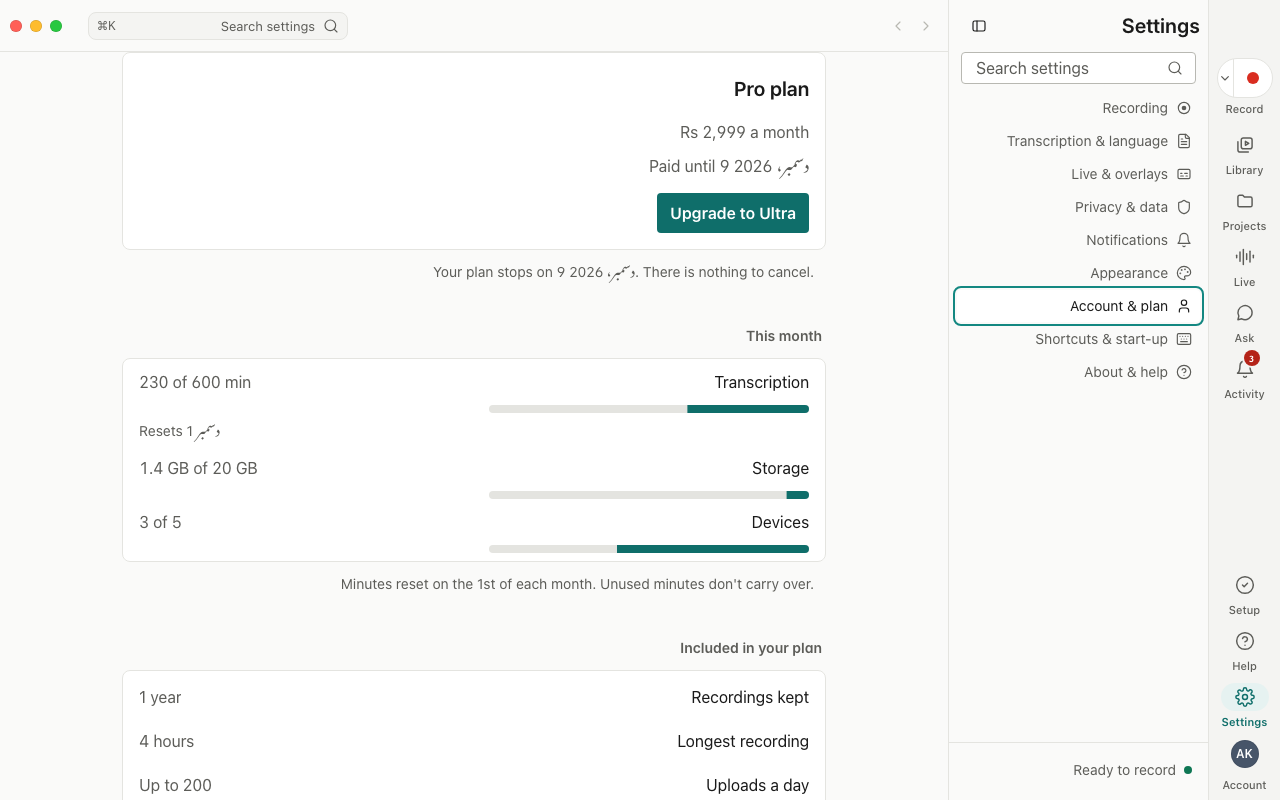 ⌘K
Search settings
Settings
Search settings
Recording
Transcription & language
Live & overlays
Privacy & data
Notifications
Appearance
Account & plan
Shortcuts & start-up
About & help
Ready to record
Record
Library
Projects
Live
Ask
3
Activity
Setup
Help
Settings
AK
Account
Pro plan
Rs 2,999 a month
Paid until 9 دسمبر، 2026
Upgrade to Ultra
Your plan stops on 9 دسمبر، 2026. There is nothing to cancel.
This month
Transcription
230 of 600 min
Resets 1 دسمبر
Storage
1.4 GB of 20 GB
Devices
3 of 5
Minutes reset on the 1st of each month. Unused minutes don't carry over.
Included in your plan
Recordings kept
1 year
Longest recording
4 hours
Uploads a day
Up to 200